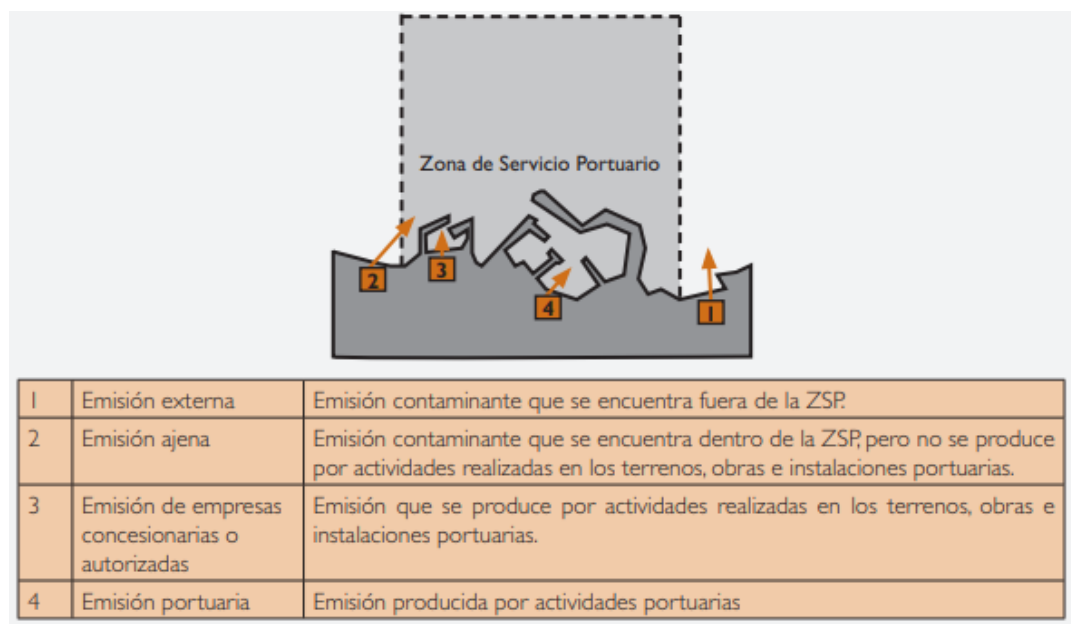 Zona de Servicio Portuario
2
3
4
1
1 Emisión externa Emisión contaminante que se encuentra fuera de la ZSP.
2 Emisión ajena Emisión contaminante que se encuentra dentro de la ZSP, pero no se produce
por actividades realizadas en los terrenos, obras e instalaciones portuarias.
3 Emisión de empresas Emisión que se produce por actividades realizadas en los terrenos, obras e
concesionarias o instalaciones portuarias.
autorizadas
4 Emisión portuaria Emisión producida por actividades portuarias